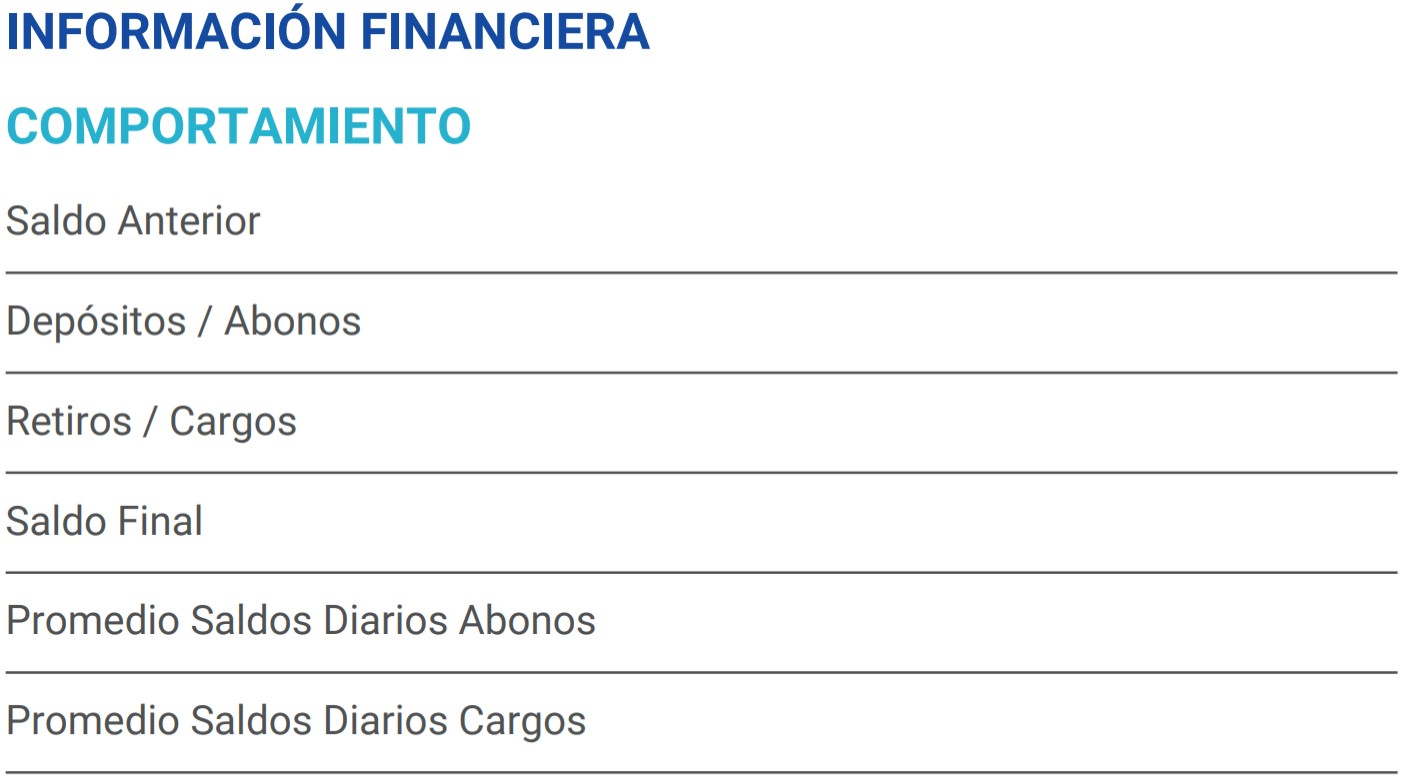 INFORMACIÓN FINANCIERA
COMPORTAMIENTO
Saldo Anterior
Depósitos / Abonos
Retiros / Cargos
Saldo Final
Promedio Saldos Diarios Abonos
Promedio Saldos Diarios Cargos